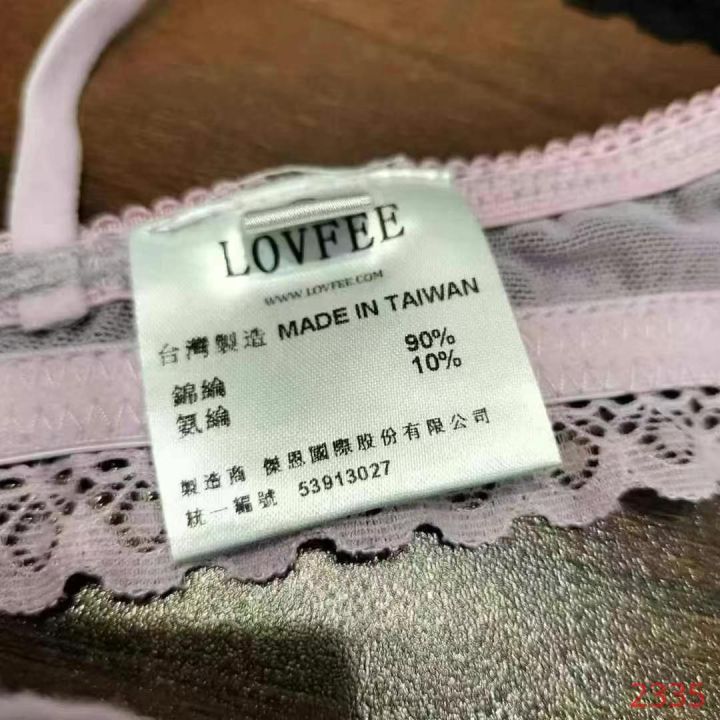 LOVFEE
WWW.LOVFEE.COM
台灣製造 MADE IN TAIWAN
錦綸 90%
氨綸 10%
製造商 傑恩國際股份有限公司
統一編號 53913027
2335